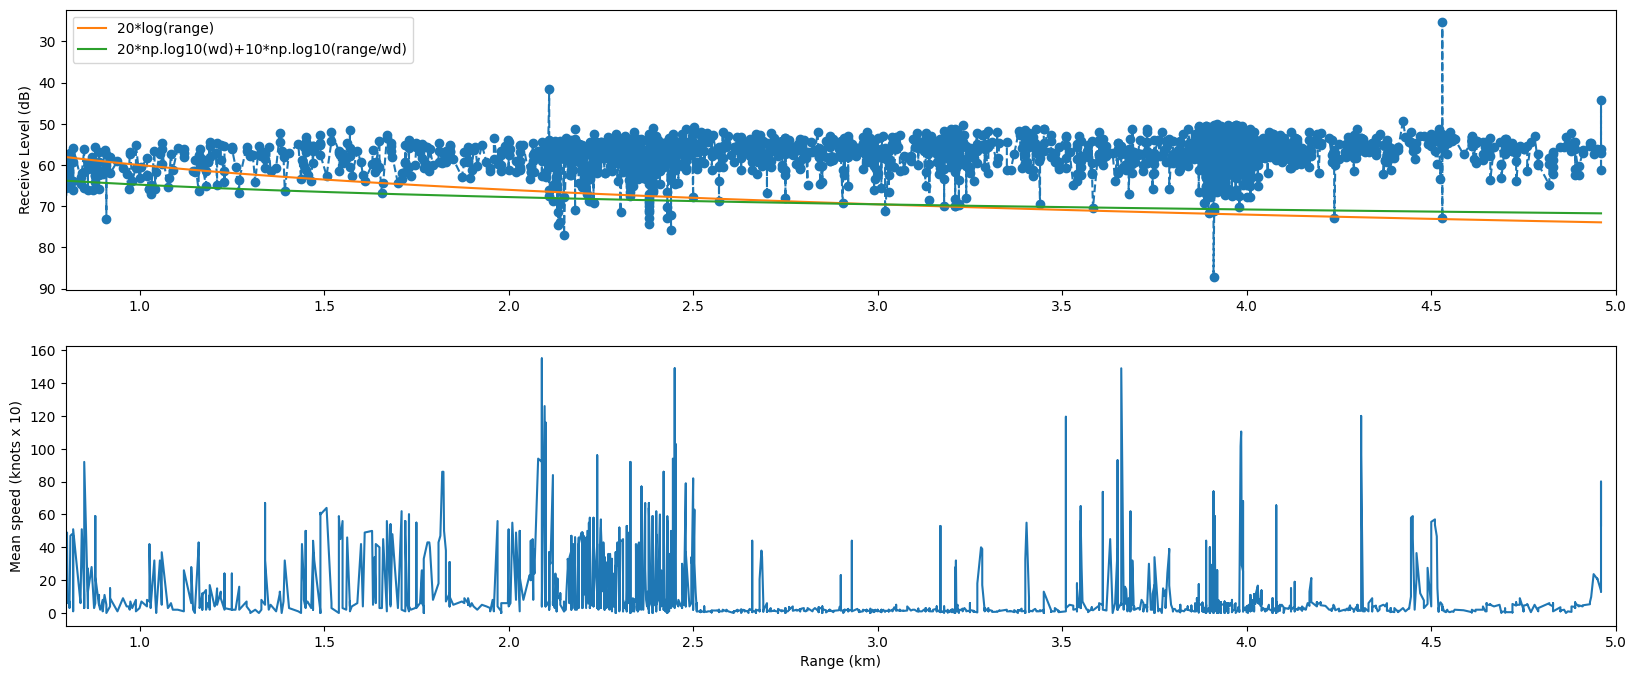 20*log(range)
20*np.log10(wd)+10*np.log10(range/wd)
Receive Level (dB)
30
40
50
60
70
80
90
1.0 1.5 2.0 2.5 3.0 3.5 4.0 4.5 5.0
Mean speed (knots x 10)
160
140
120
100
80
60
40
20
0
1.0 1.5 2.0 2.5 3.0 3.5 4.0 4.5 5.0
Range (km)